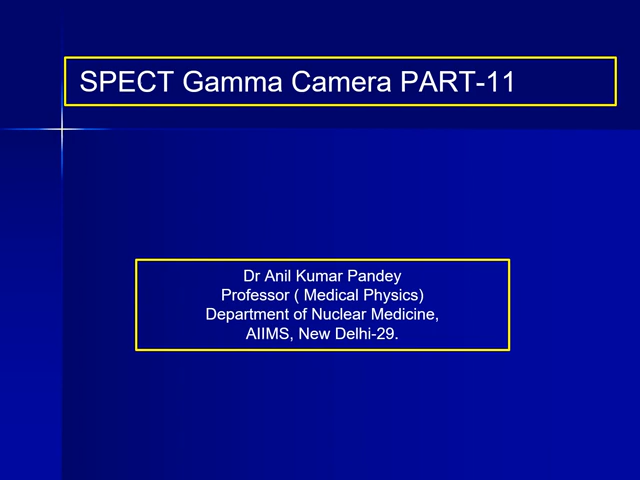 SPECT Gamma Camera PART-11
Dr Anil Kumar Pandey
Professor ( Medical Physics)
Department of Nuclear Medicine,
AIIMS, New Delhi-29.